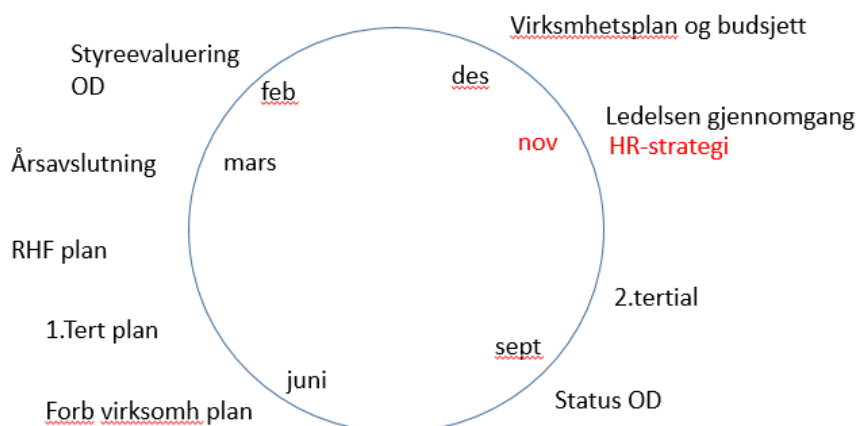 Virksmhetsplan og budsjett
Styreevaluering
OD
des
feb
Ledelsen gjennomgang
nov
HR-strategi
Årsavslutning
mars
RHF plan
2.tertial
1.Tert plan
sept
juni
Status OD
Forb virksomh plan